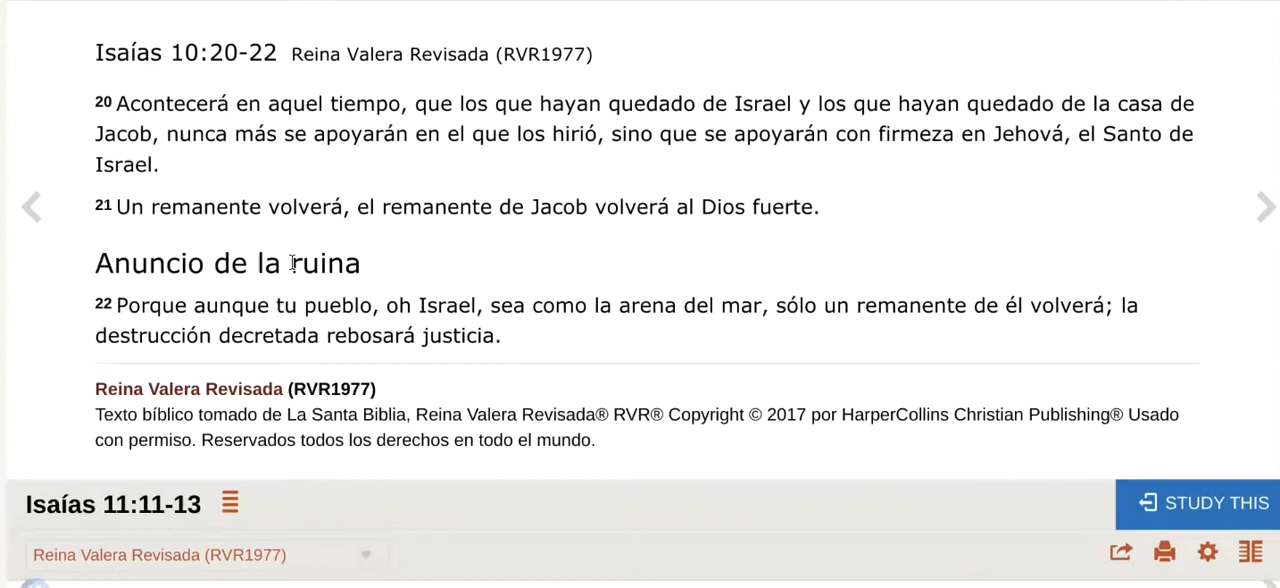 Isaías 10:20-22 Reina Valera Revisada (RVR1977)
20 Acontecerá en aquel tiempo, que los que hayan quedado de Israel y los que hayan quedado de la casa de
Jacob, nunca más se apoyarán en el que los hirió, sino que se apoyarán con firmeza en Jehová, el Santo de
Israel.
21 Un remanente volverá, el remanente de Jacob volverá al Dios fuerte.
Anuncio de la ruina
22 Porque aunque tu pueblo, oh Israel, sea como la arena del mar, sólo un remanente de él volverá; la
destrucción decretada rebosará justicia.
Reina Valera Revisada (RVR1977)
Texto bíblico tomado de La Santa Biblia, Reina Valera Revisada® RVR® Copyright © 2017 por HarperCollins Christian Publishing® Usado
con permiso. Reservados todos los derechos en todo el mundo.
Isaías 11:11-13
STUDY THIS
Reina Valera Revisada (RVR1977)